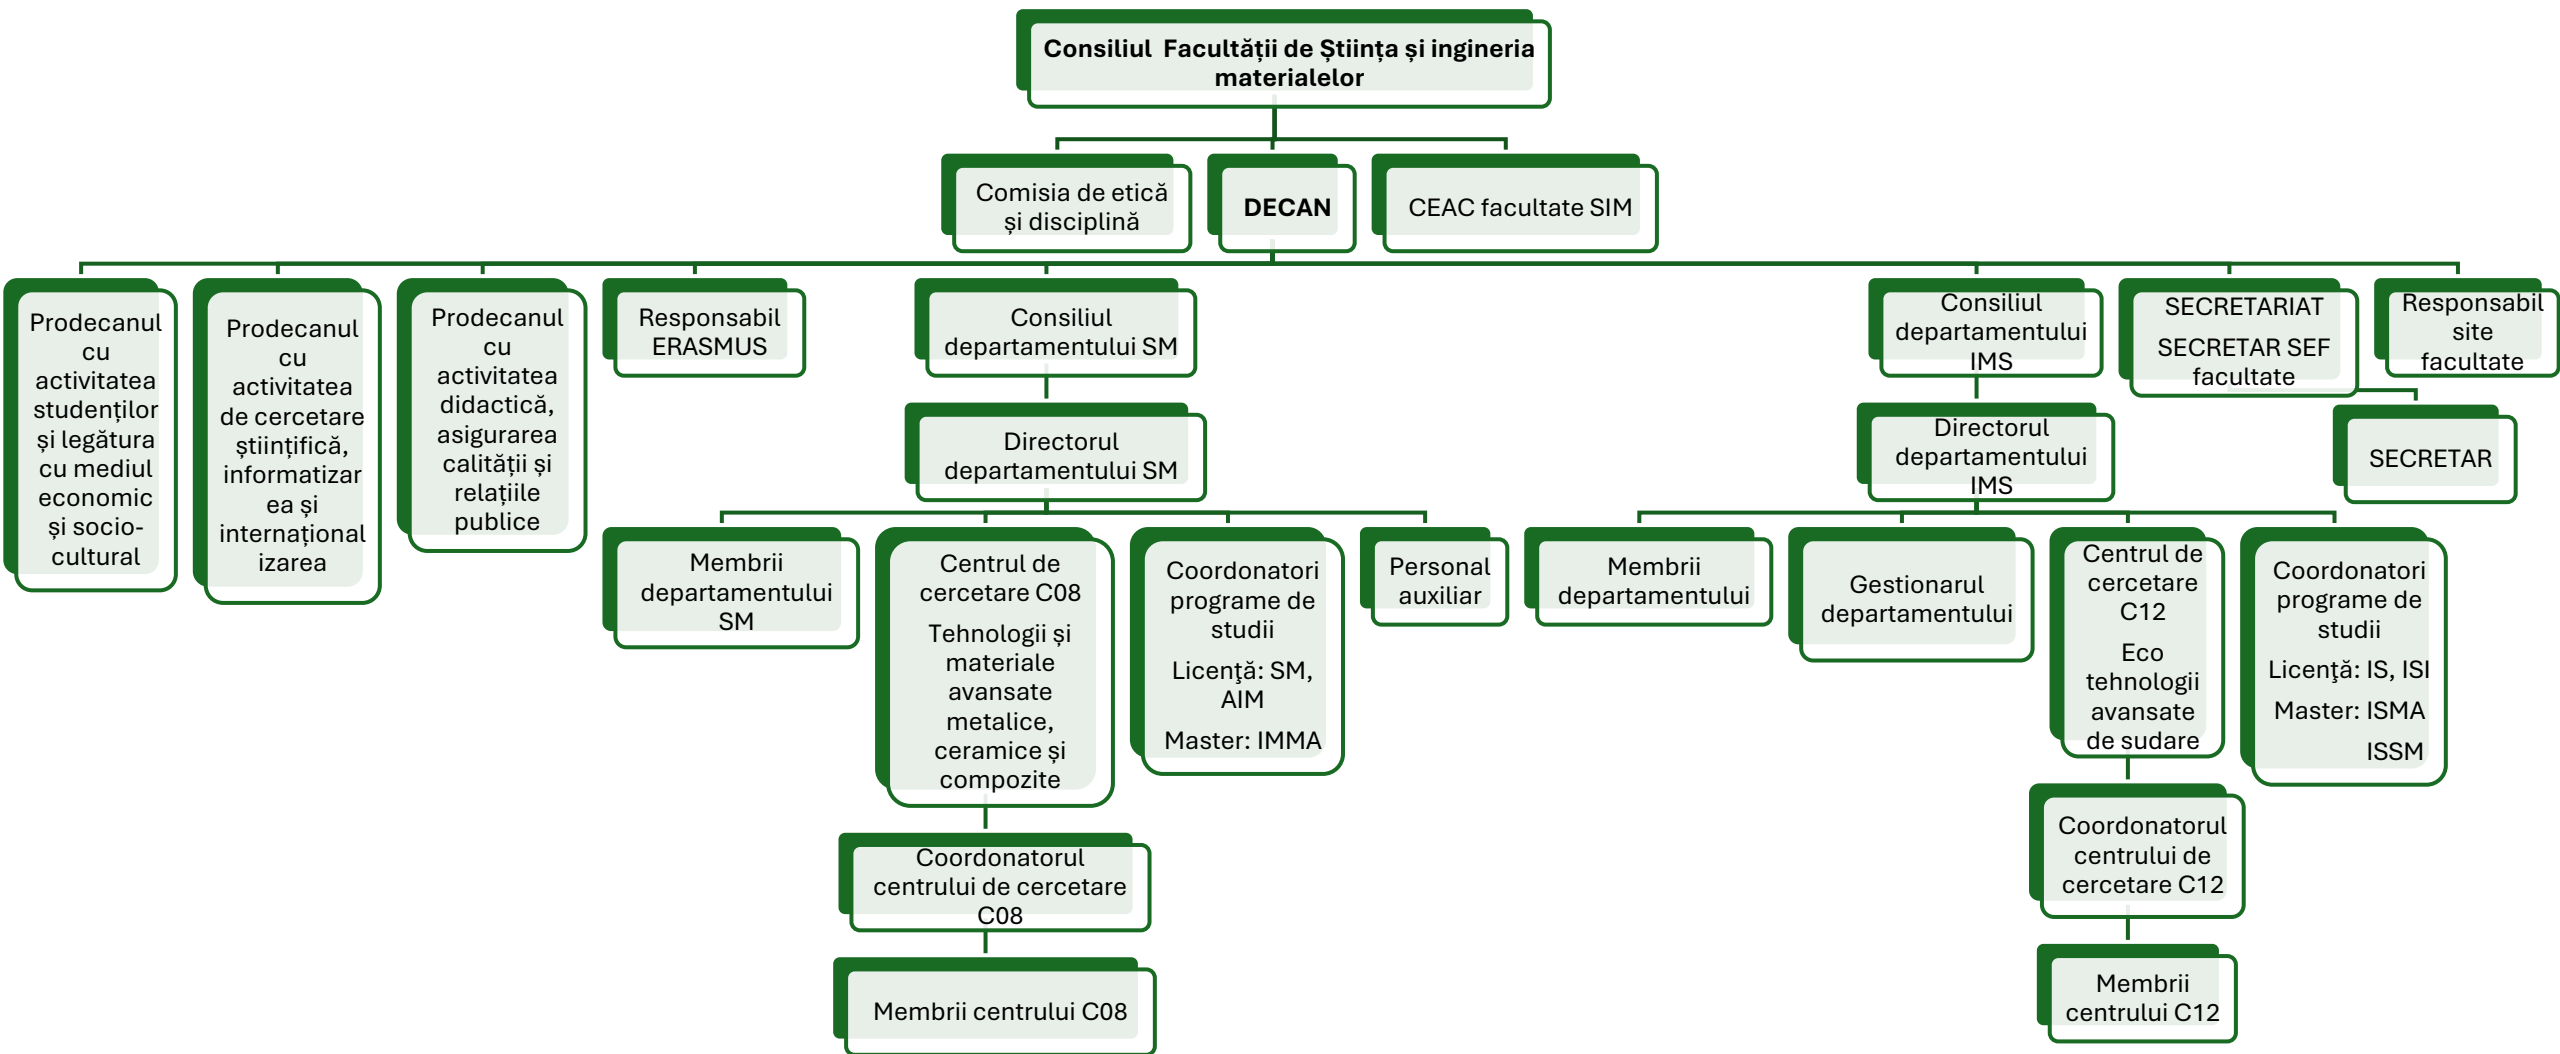 Consiliul Facultății de Știința și ingineria
materialelor
Comisia de etică
și disciplină
DECAN
CEAC facultate SIM
Prodecanul
cu
activitatea
studenților
și legătura
cu mediul
economic
și socio-
cultural
Prodecanul
cu
activitatea
de cercetare
științifică,
informatizar
ea și
internațional
izarea
Prodecanul
cu
activitatea
didactică,
asigurarea
calității și
relațiile
publice
Responsabil
ERASMUS
Consiliul
departamentului SM
Consiliul
departamentului
IMS
SECRETARIAT
SECRETAR SEF
facultate
Responsabil
site
facultate
Directorul
departamentului SM
Directorul
departamentului
IMS
SECRETAR
Membrii
departamentului
SM
Centrul de
cercetare C08
Tehnologii și
materiale
avansate
metalice,
ceramice și
compozite
Coordonatori
programe de
studii
Licenţă: SM,
AIM
Master: IMMA
Personal
auxiliar
Membrii
departamentului
Gestionarul
departamentului
Centrul de
cercetare
C12
Eco
tehnologii
avansate
de sudare
Coordonatori
programe de
studii
Licenţă: IS, ISI
Master: ISMA
ISSM
Coordonatorul
centrului de cercetare
C08
Coordonatorul
centrului de
cercetare C12
Membrii centrului C08
Membrii
centrului C12